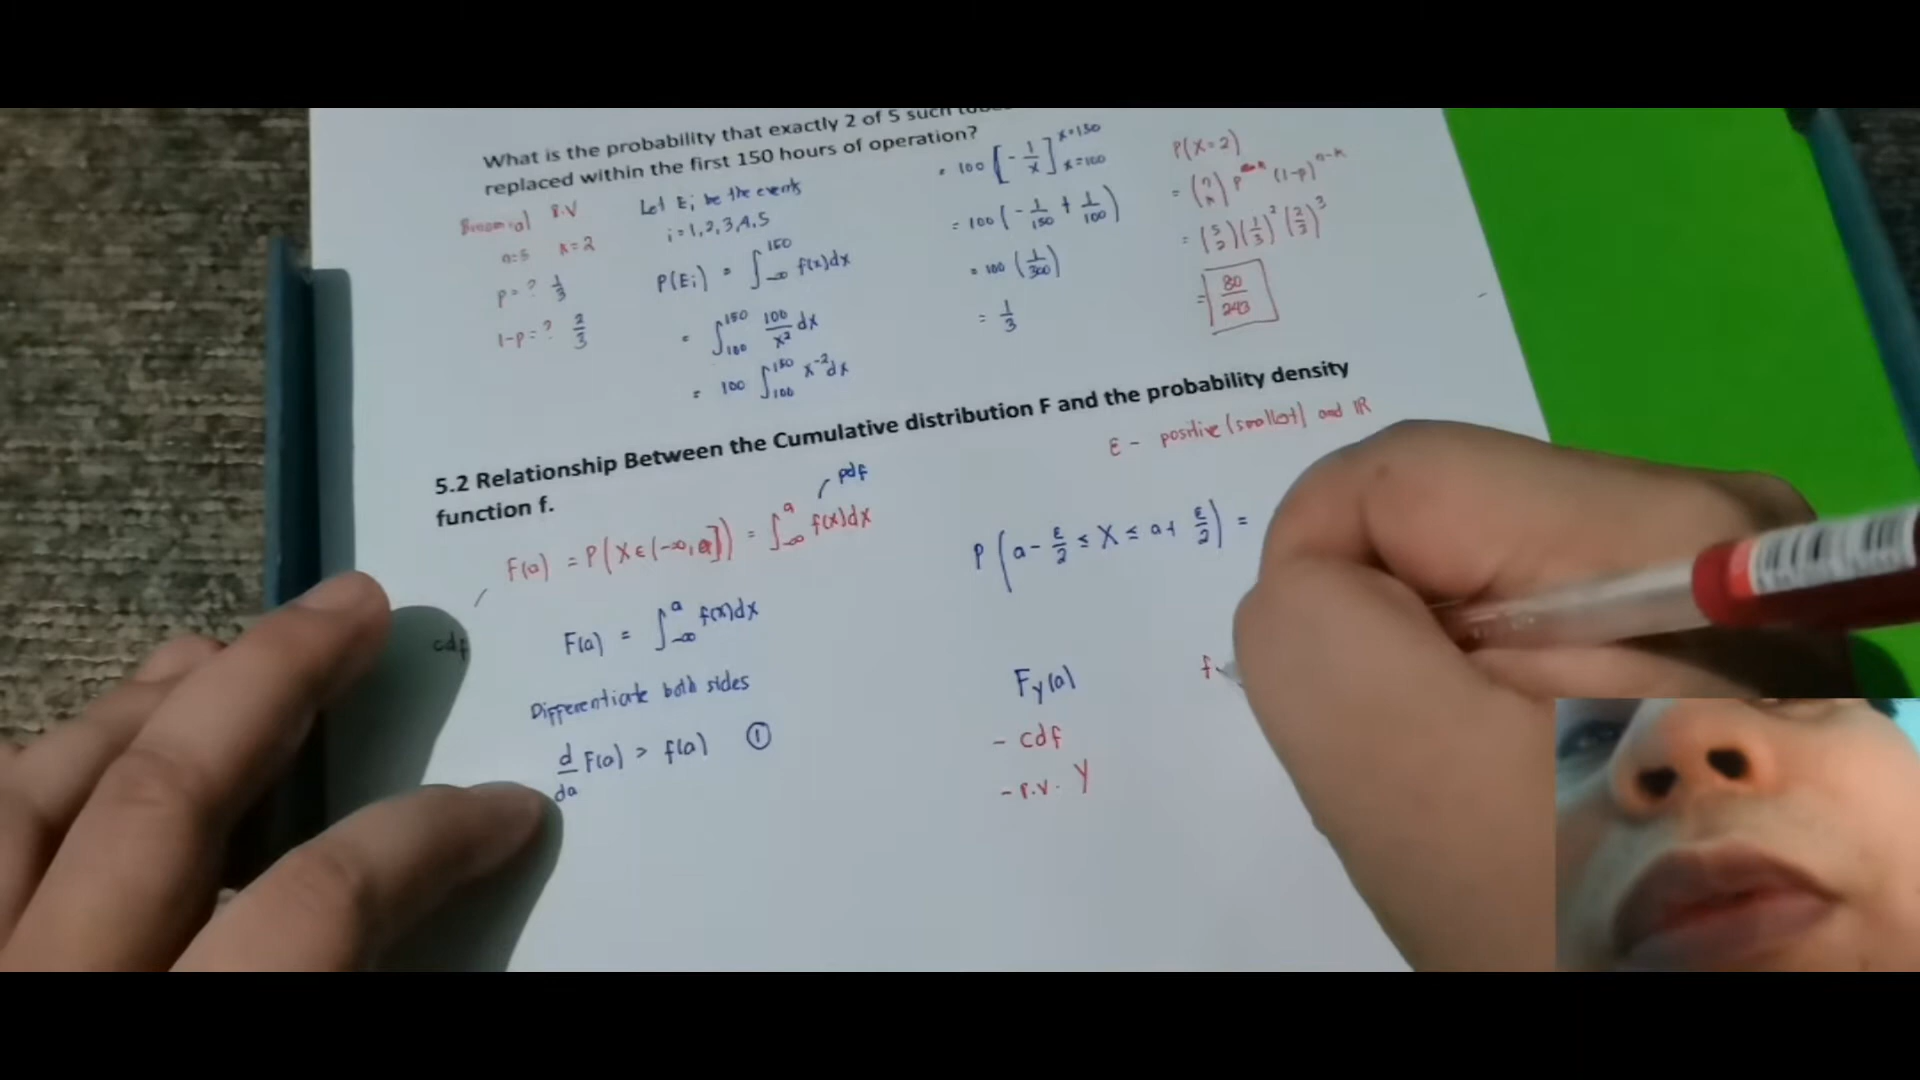 What is the probability that exactly 2 of 5 such
replaced within the first 150 hours of operation?
Binomial R.V
n=5 k=2
p=? 1/3
1-p=? 2/3
Let Ei be the events
i=1,2,3,4,5
P(Ei) = ∫_{-∞}^{150} f(x)dx
= ∫_{100}^{150} 100/x² dx
= 100 ∫_{100}^{150} x⁻²dx
= 100 [-1/x]^{x=150}_{x=100}
= 100 (-1/150 + 1/100)
= 100 (1/300)
= 1/3
P(X=2)
= (n k) p (1-p)^{n-k}
= (5 2) (1/3)² (2/3)³
= 80/243
5.2 Relationship Between the Cumulative distribution F and the probability density
function f.
pdf
F(a) = P(X∈(-∞,a]) = ∫_{-∞}^{a} f(x)dx
cdf
F(a) = ∫_{-∞}^{a} f(x)dx
Differentiate both sides
d/da F(a) = f(a) ①
ε - positive (smallest) and IR
P(a - ε/2 ≤ X ≤ a + ε/2) =
Fy(a)
- cdf
- r.v. Y
f